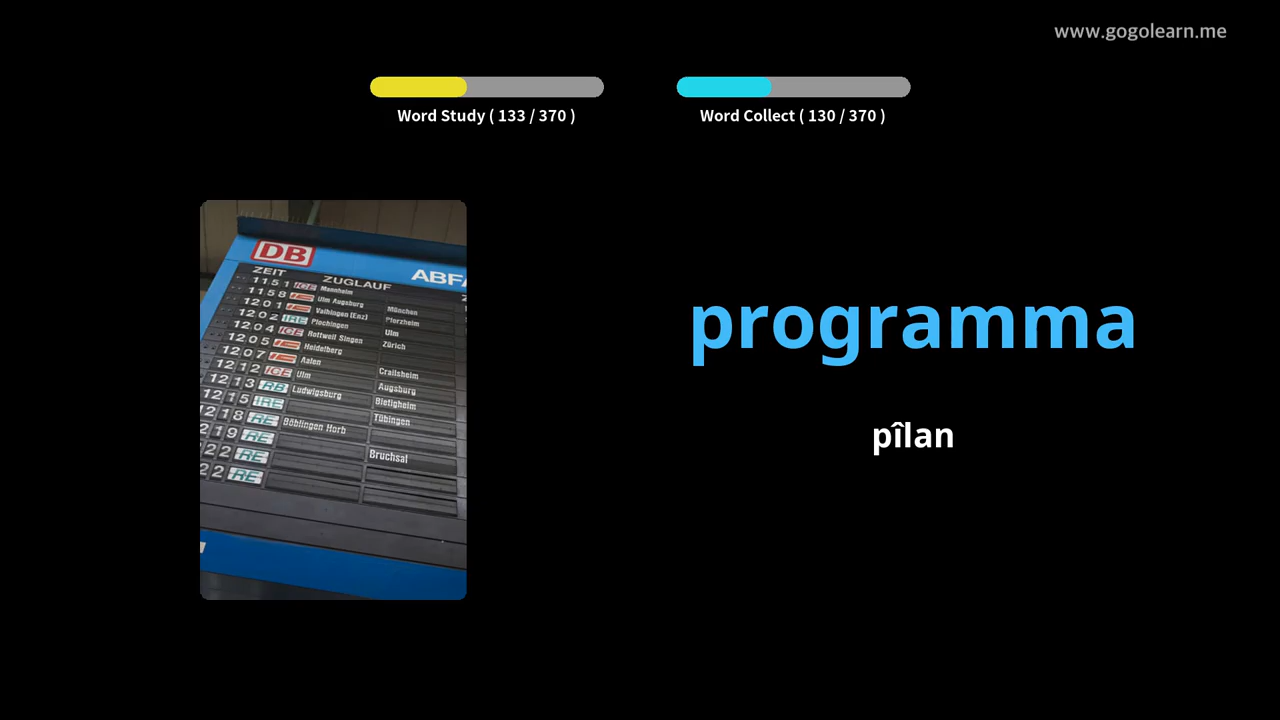 www.gogolearn.me
Word Study ( 133 / 370 )
Word Collect ( 130 / 370 )
DB
ZEIT ZUGLAUF ABFA
1151 ICE Mannheim
1158 Ulm Augsburg München
1201 Vaihingen (Enz) Pforzheim
1202 IRE Plochingen Ulm
1204 ICE Rottweil Singen Zürich
1205 Heidelberg
1207 Aalen Crailsheim
1212 ICE Ulm Augsburg
1213 RB Ludwigsburg Bietigheim
1215 IRE Tübingen
1218 RE Böblingen Horb
219 RE
22 RE Bruchsal
22 RE
programma
pîlan